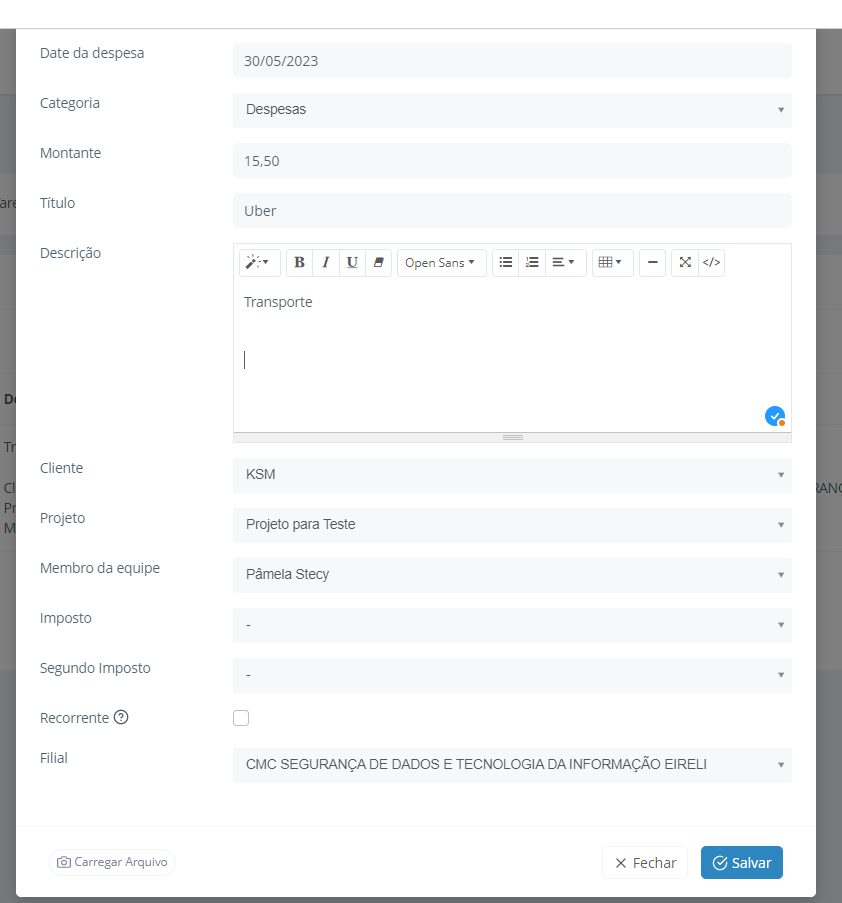 Date da despesa
30/05/2023
Categoria
Despesas
Montante
15,50
Título
Uber
Descrição
B I U Open Sans </>
Transporte
Cliente
KSM
Projeto
Projeto para Teste
Membro da equipe
Pâmela Stecy
Imposto
-
Segundo Imposto
-
Recorrente
Filial
CMC SEGURANÇA DE DADOS E TECNOLOGIA DA INFORMAÇÃO EIRELI
Carregar Arquivo
Fechar
Salvar